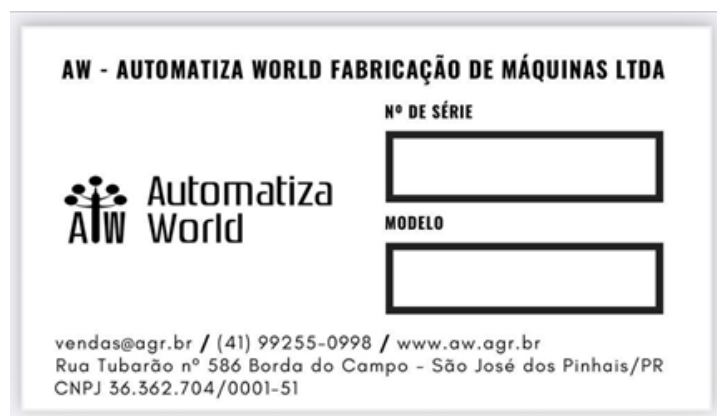 AW - AUTOMATIZA WORLD FABRICAÇÃO DE MÁQUINAS LTDA
Nº DE SÉRIE
AW Automatiza
World
MODELO
vendas@agr.br / (41) 99255-0998 / www.aw.agr.br
Rua Tubarão nº 586 Borda do Campo - São José dos Pinhais/PR
CNPJ 36.362.704/0001-51